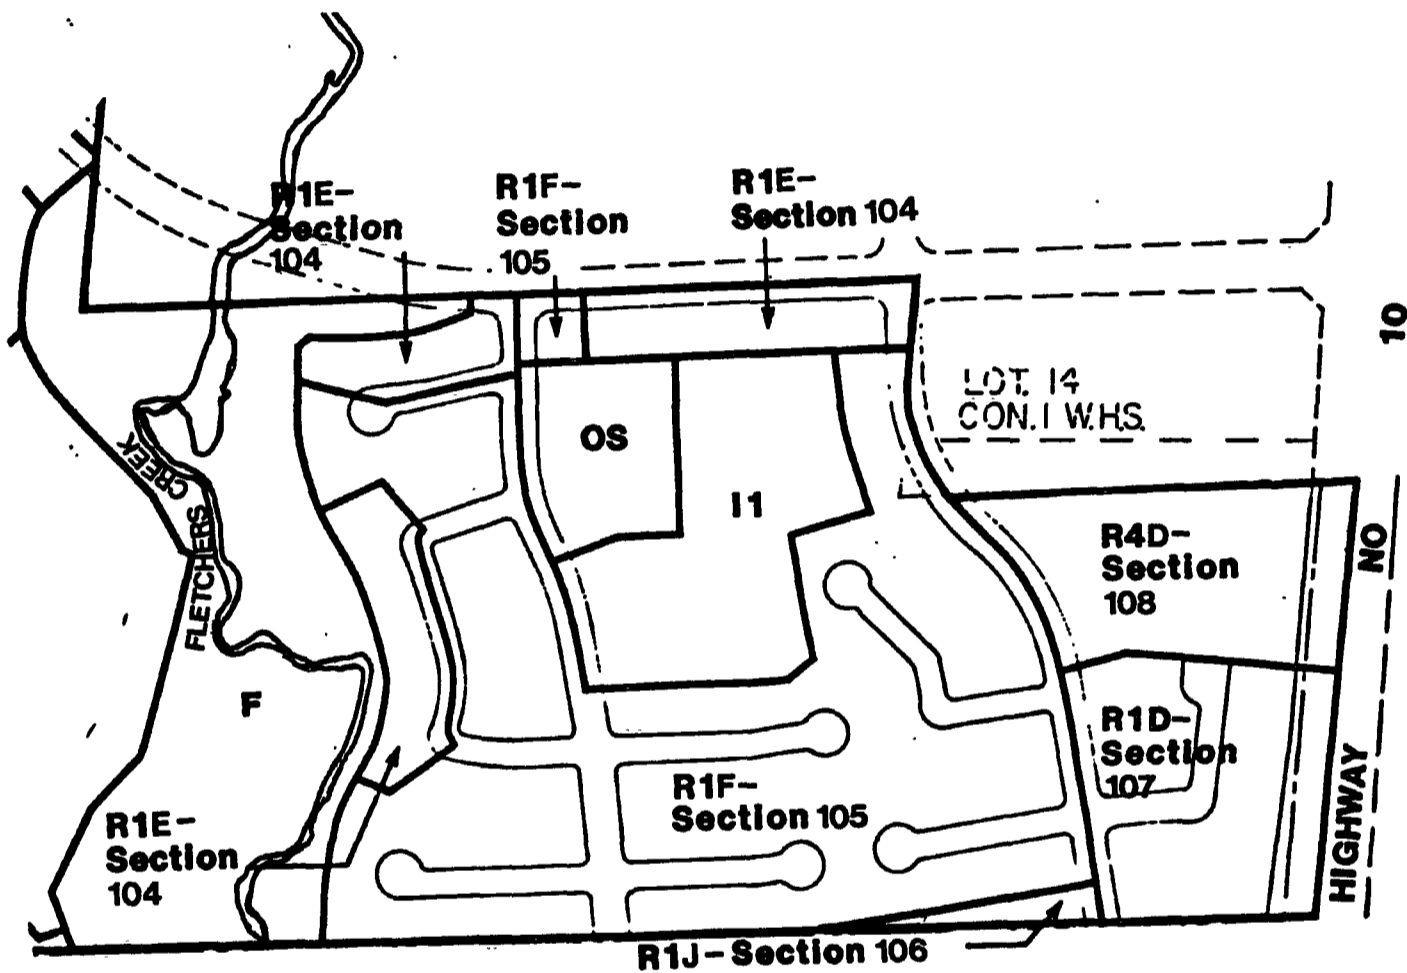 R1E-
Section
104
R1F-
Section
105
R1E-
Section 104
10
LOT. 14
CON. I W.H.S.
OS
I1
CREEK
FLETCHERS
R4D-
Section
108
NO
F
R1D-
Section
107
R1F-
Section 105
R1E-
Section
104
HIGHWAY
R1J-Section 106